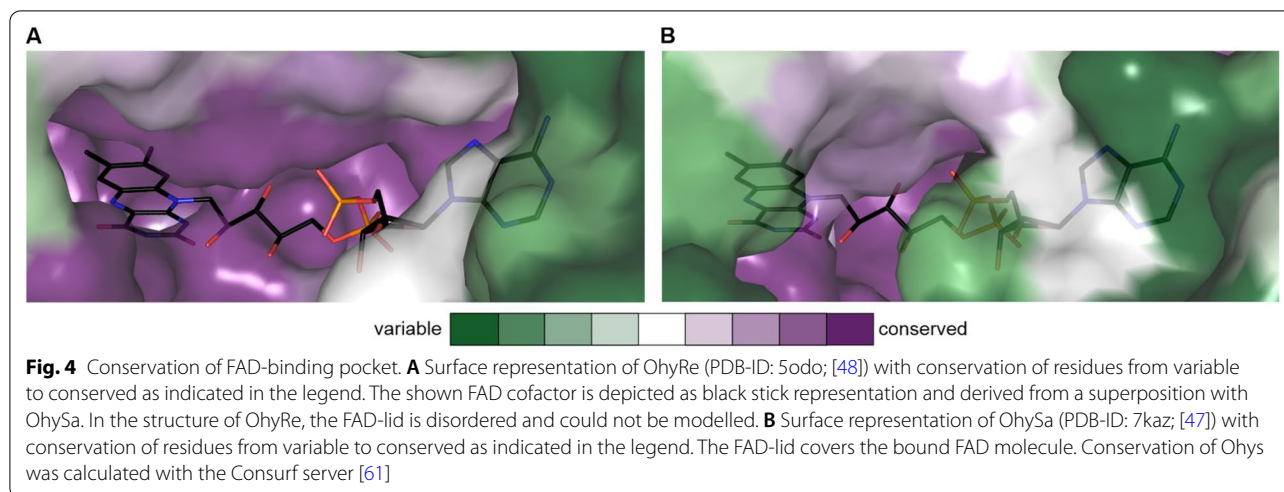 A
B
variable
conserved
Fig. 4 Conservation of FAD-binding pocket. A Surface representation of OhyRe (PDB-ID: 5odo; [48]) with conservation of residues from variable
to conserved as indicated in the legend. The shown FAD cofactor is depicted as black stick representation and derived from a superposition with
OhySa. In the structure of OhyRe, the FAD-lid is disordered and could not be modelled. B Surface representation of OhySa (PDB-ID: 7kaz; [47]) with
conservation of residues from variable to conserved as indicated in the legend. The FAD-lid covers the bound FAD molecule. Conservation of Ohys
was calculated with the Consurf server [61]